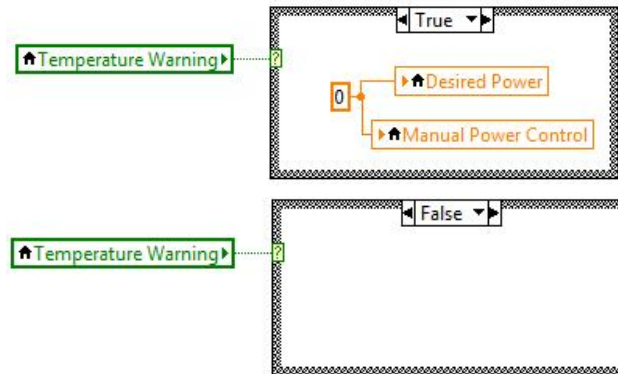 True
Temperature Warning
?
Desired Power
0
Manual Power Control
False
Temperature Warning
?